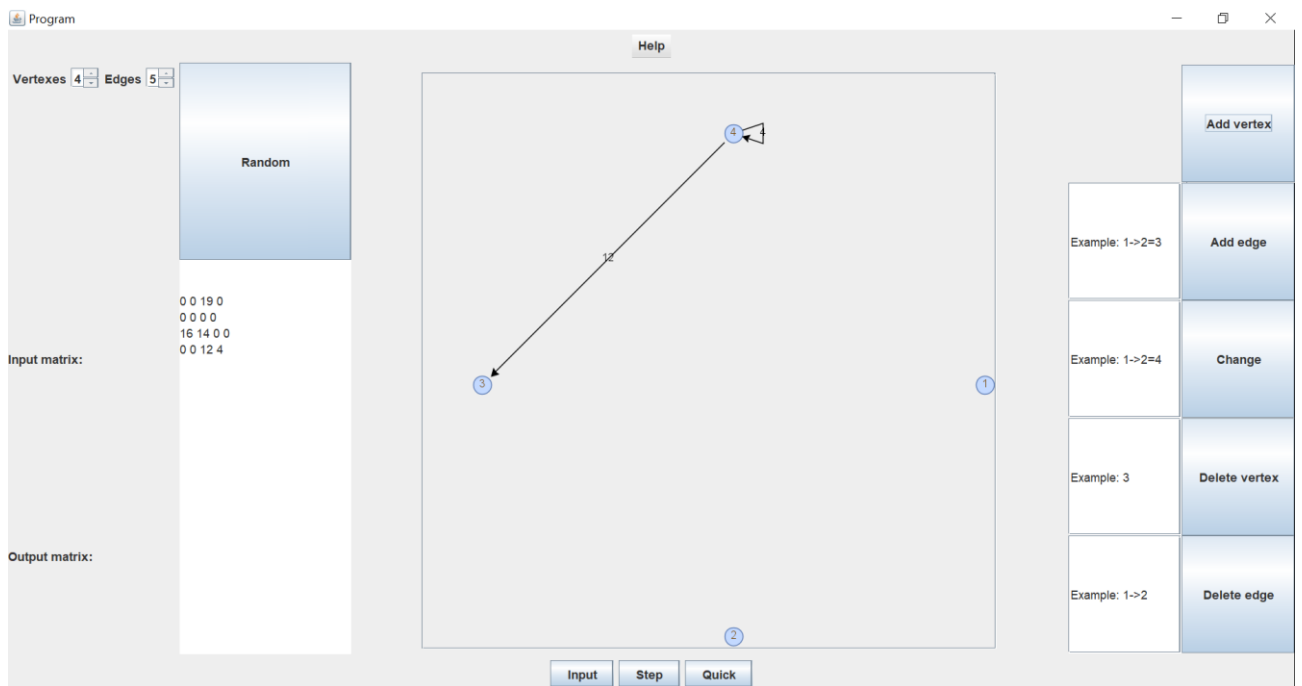 Program
Help
Vertexes 4 Edges 5
Random
Input matrix:
0 0 19 0
0 0 0 0
16 14 0 0
0 0 12 4
Output matrix:
4
4
12
3
1
2
Add vertex
Example: 1->2=3
Add edge
Example: 1->2=4
Change
Example: 3
Delete vertex
Example: 1->2
Delete edge
Input
Step
Quick